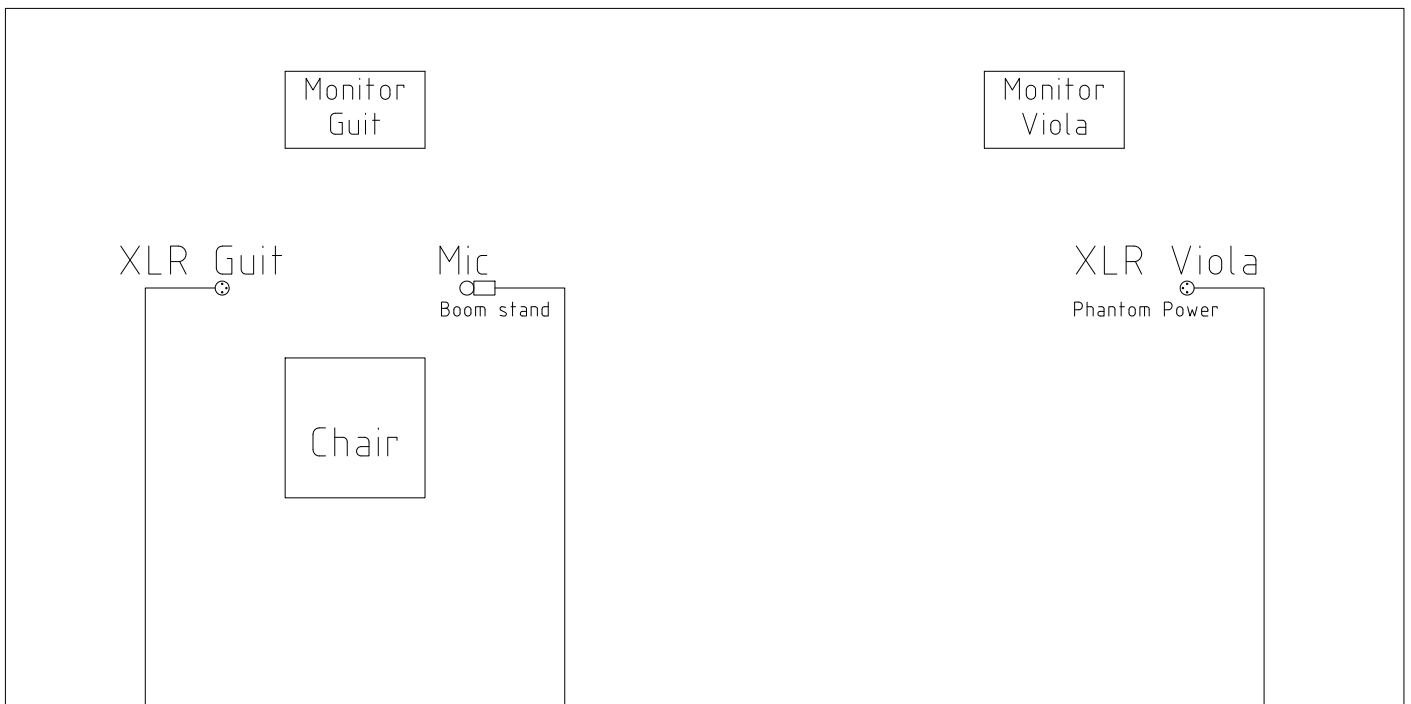 Monitor
Guit
Monitor
Viola
XLR Guit
Mic
Boom stand
XLR Viola
Phantom Power
Chair